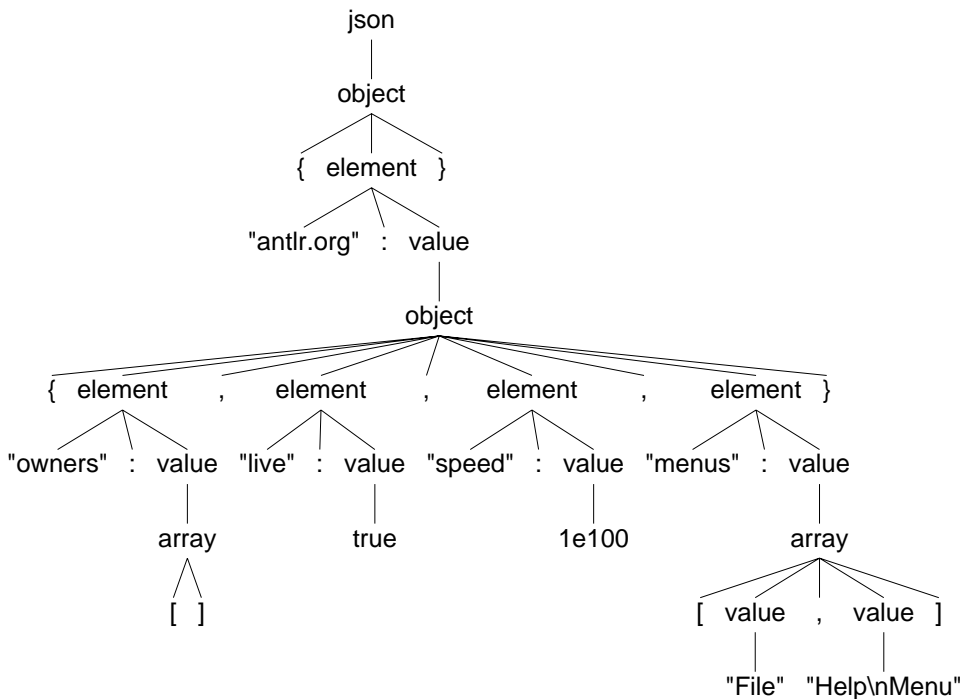 json
object
{ element }
"antlr.org" : value
object
{ element , element , element , element }
"owners" : value "live" : value "speed" : value "menus" : value
array true 1e100 array
[ ] [ value , value ]
"File" "Help\nMenu"